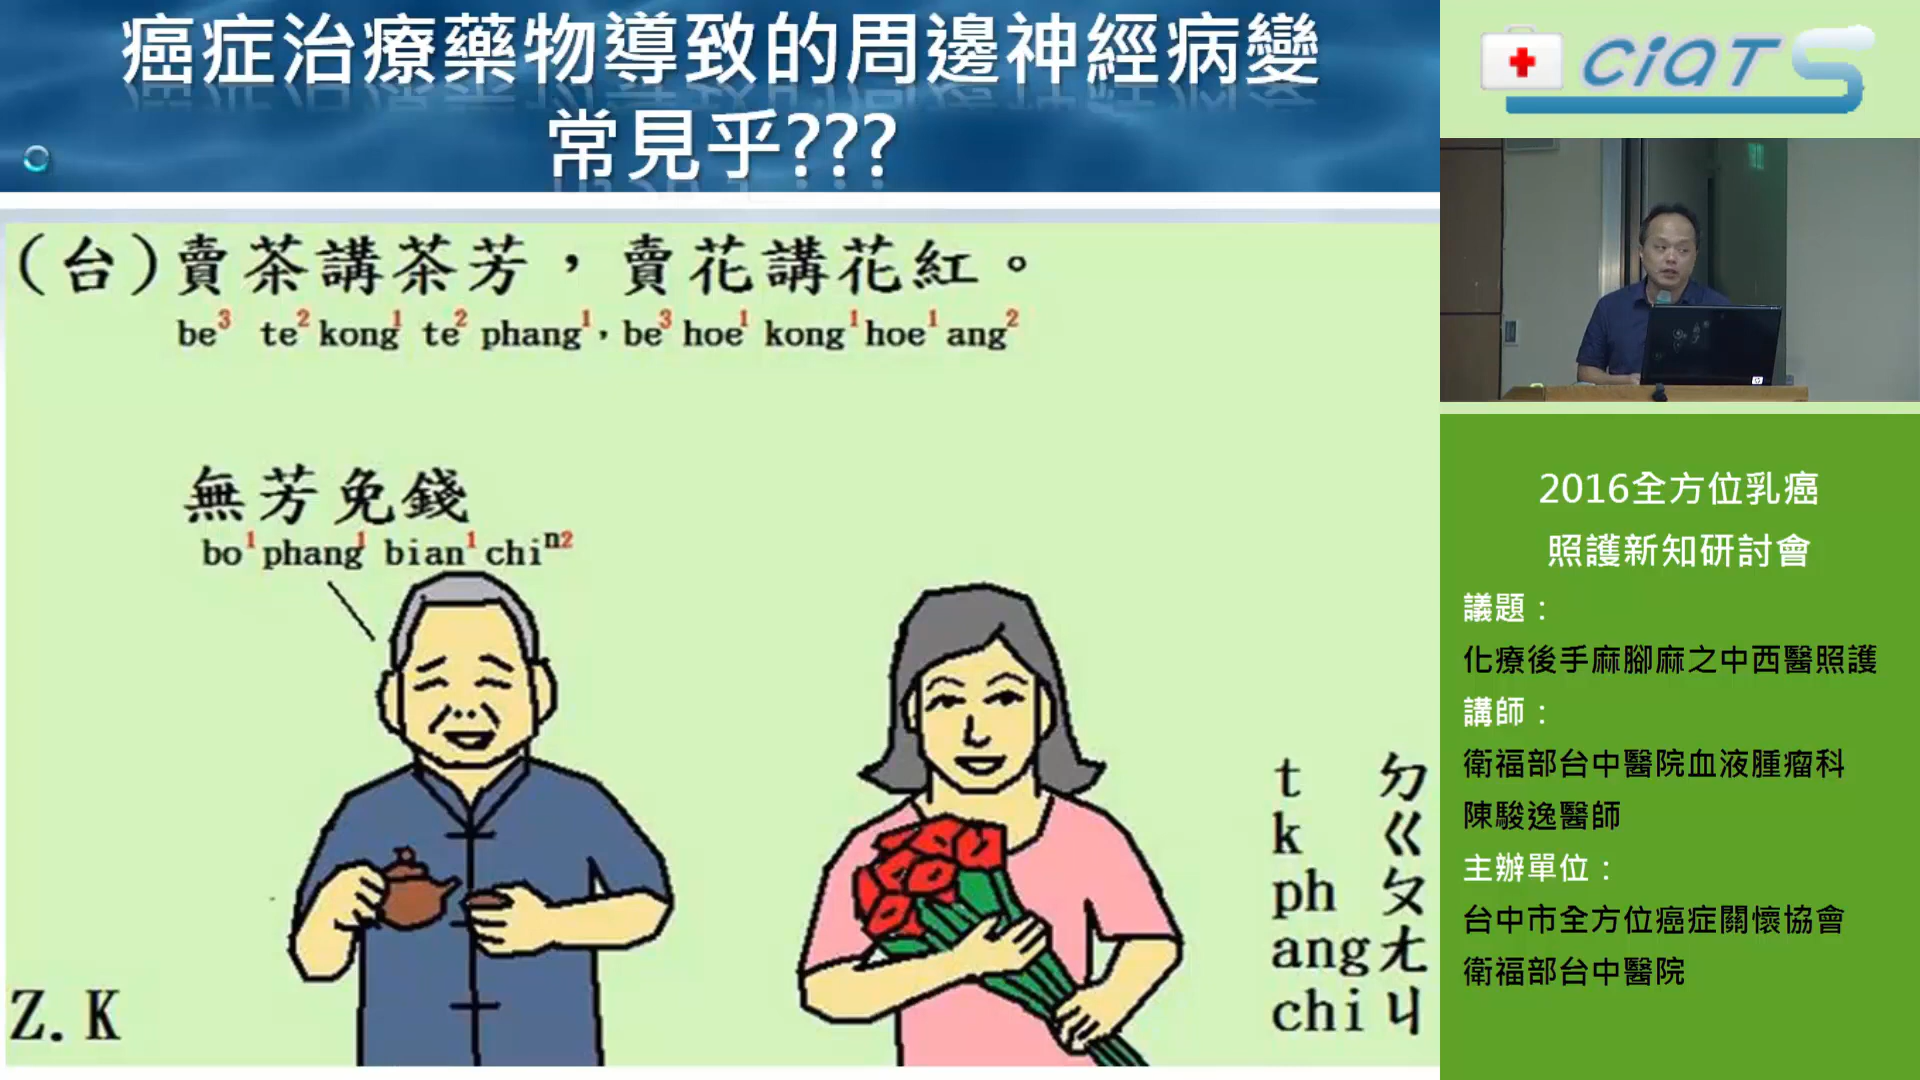 癌症治療藥物導致的周邊神經病變
常見乎???
(台)賣茶講茶芳，賣花講花紅。
be3 te2 kong1 te2 phang1，be3 hoe1 kong1 hoe1 ang2
無芳免錢
bo1 phang1 bian1 chin2
t ㄉ
k ㄍ
ph ㄆ
ang ㄤ
chi ㄐ
Z.K
CiATS
2016全方位乳癌
照護新知研討會
議題：
化療後手麻腳麻之中西醫照護
講師：
衛福部台中醫院血液腫瘤科
陳駿逸醫師
主辦單位：
台中市全方位癌症關懷協會
衛福部台中醫院